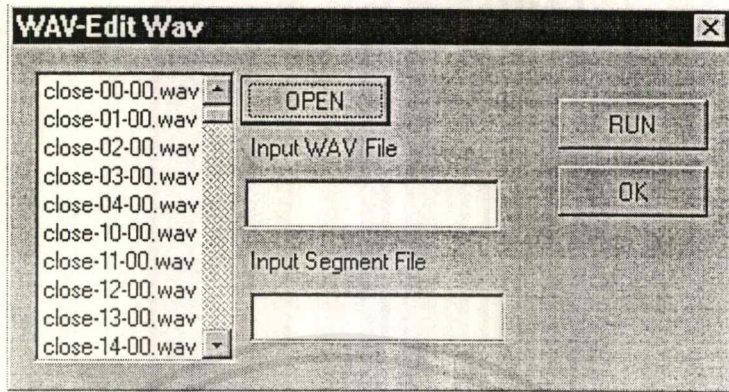 WAV-Edit Wav
close-00-00.wav
close-01-00.wav
close-02-00.wav
close-03-00.wav
close-04-00.wav
close-10-00.wav
close-11-00.wav
close-12-00.wav
close-13-00.wav
close-14-00.wav
OPEN
Input WAV File
Input Segment File
RUN
OK